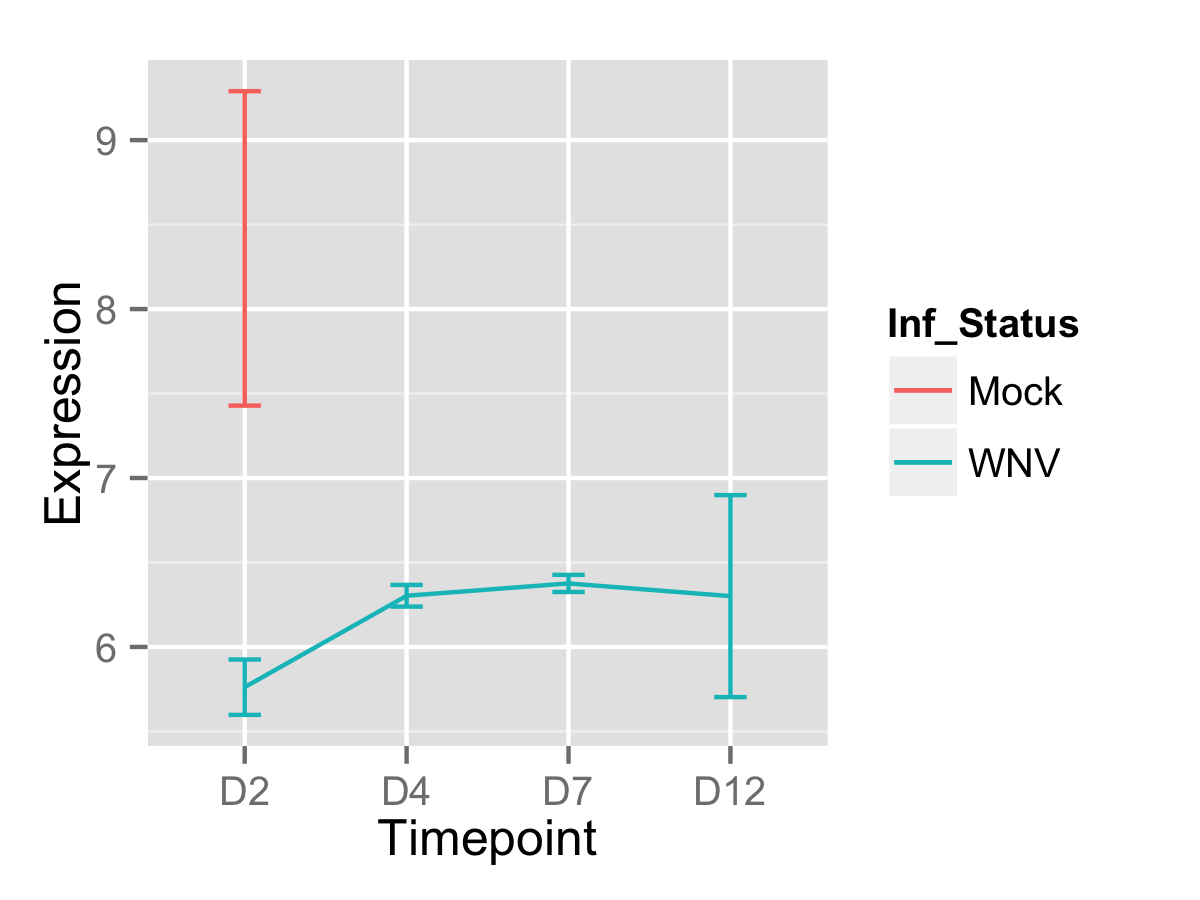 Expression
9
8
7
6
D2 D4 D7 D12
Timepoint
Inf_Status
Mock
WNV